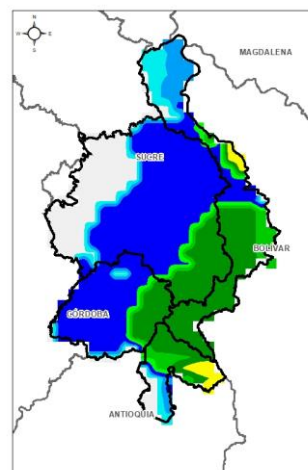 N
W E
S
MAGDALENA
SUCRE
BOLIVAR
CÓRDOBA
ANTIOQUIA